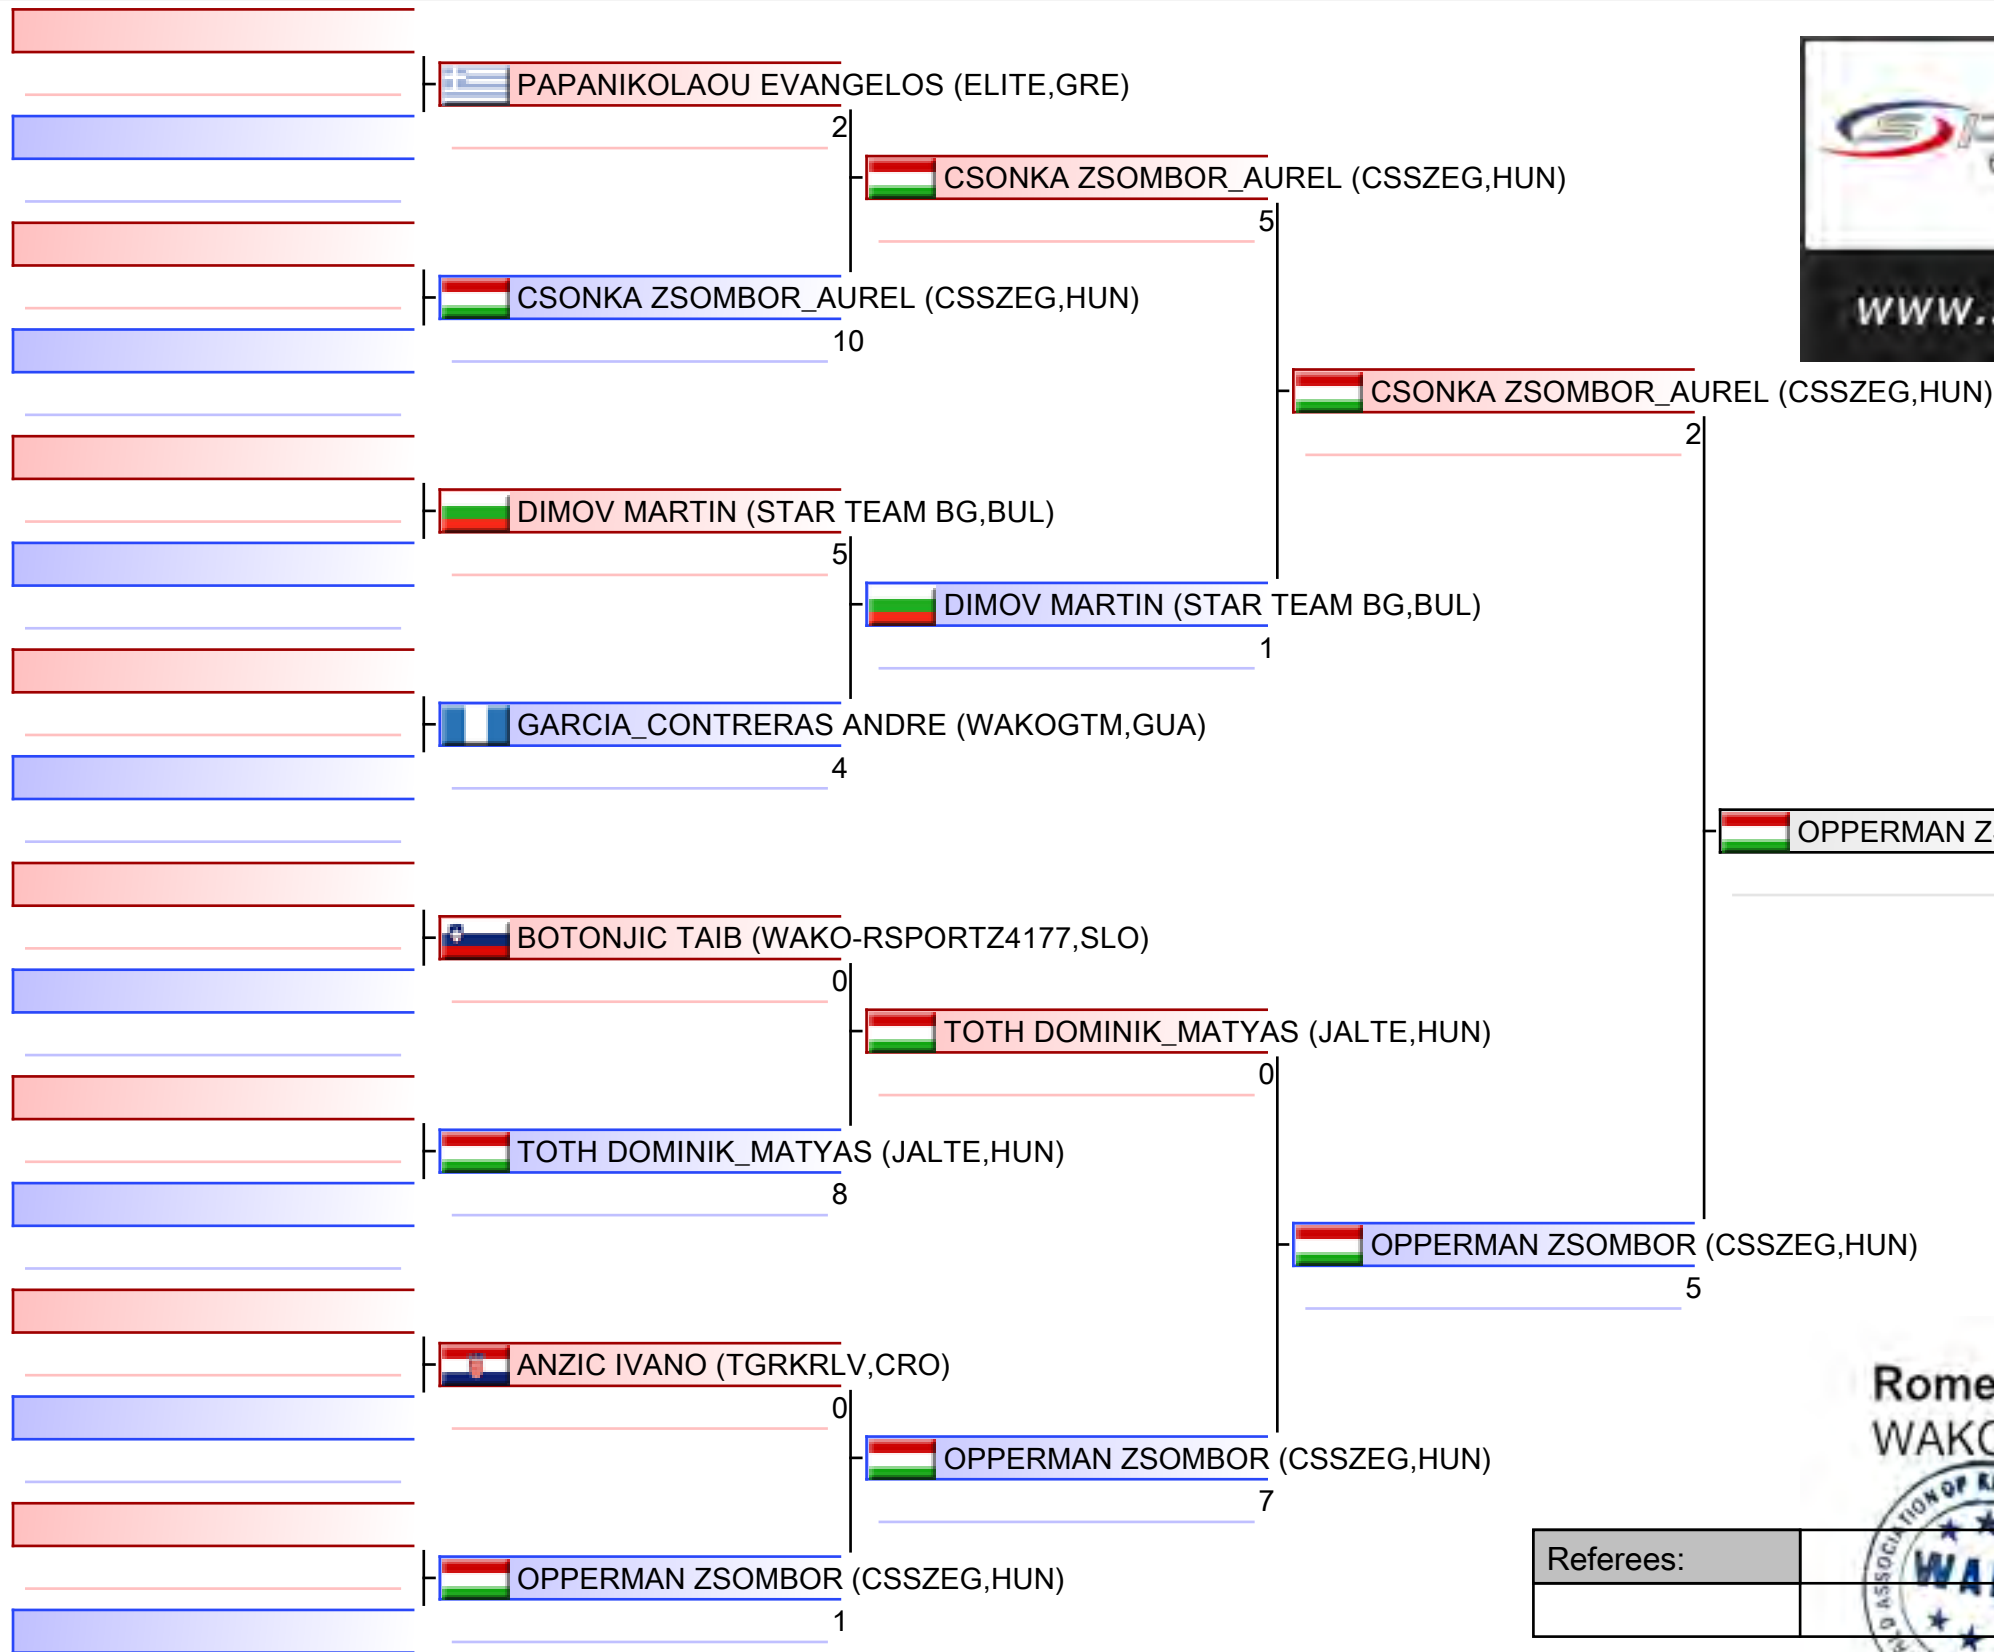 PAPANIKOLAOU EVANGELOS (ELITE,GRE)
2
CSONKA ZSOMBOR_AUREL (CSSZEG,HUN)
5
CSONKA ZSOMBOR_AUREL (CSSZEG,HUN)
10
www.
CSONKA ZSOMBOR_AUREL (CSSZEG,HUN)
2
DIMOV MARTIN (STAR TEAM BG,BUL)
5
DIMOV MARTIN (STAR TEAM BG,BUL)
1
GARCIA_CONTRERAS ANDRE (WAKOGTM,GUA)
4
OPPERMAN
BOTONJIC TAIB (WAKO-RSPORTZ4177,SLO)
0
TOTH DOMINIK_MATYAS (JALTE,HUN)
0
TOTH DOMINIK_MATYAS (JALTE,HUN)
8
OPPERMAN ZSOMBOR (CSSZEG,HUN)
5
ANZIC IVANO (TGRKRLV,CRO)
0
OPPERMAN ZSOMBOR (CSSZEG,HUN)
7
OPPERMAN ZSOMBOR (CSSZEG,HUN)
1
Rome
WAKO
Referees: